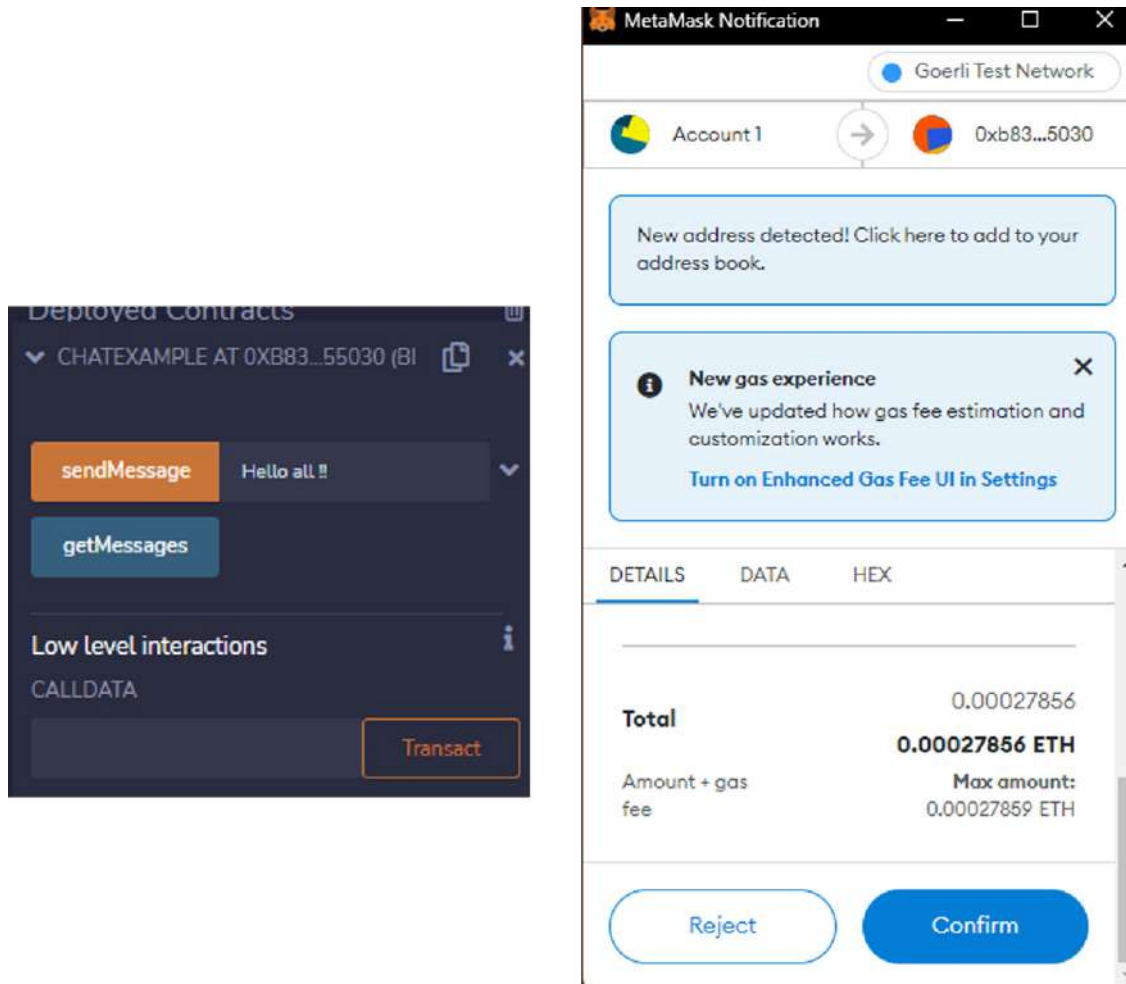 Deployed Contracts
CHATEXAMPLE AT 0XB83...55030 (BI
sendMessage Hello all !!
getMessages
Low level interactions
CALLDATA
Transact
MetaMask Notification
Goerli Test Network
Account 1 0xb83...5030
New address detected! Click here to add to your
address book.
New gas experience
We've updated how gas fee estimation and
customization works.
Turn on Enhanced Gas Fee UI in Settings
DETAILS DATA HEX
0.00027856
Total
0.00027856 ETH
Amount + gas Max amount:
fee 0.00027859 ETH
Reject Confirm